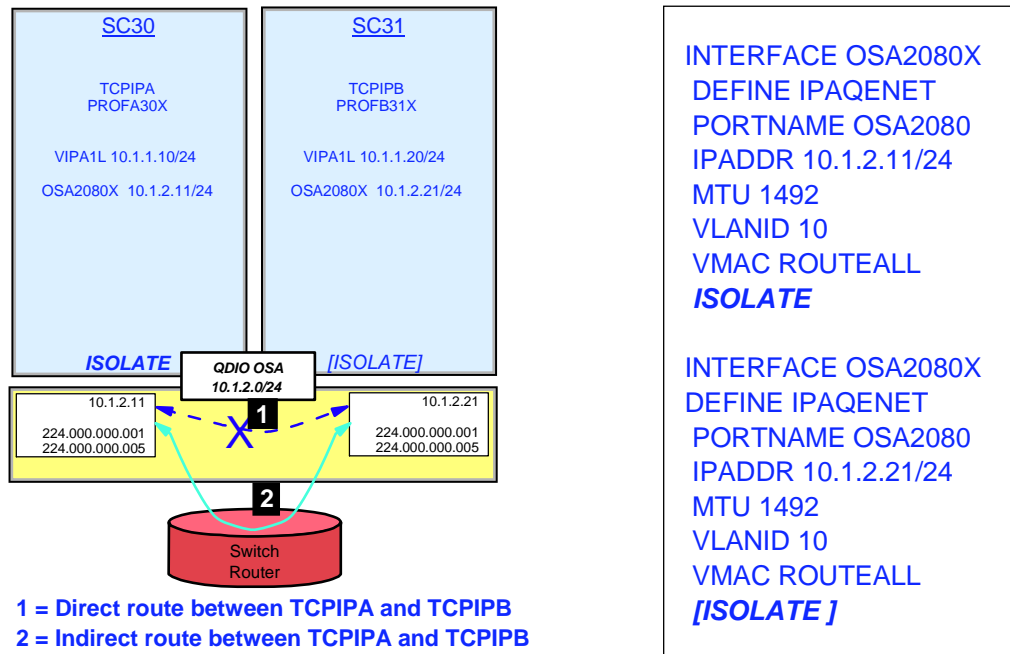 SC30
TCPIPA
PROFA30X
VIPA1L 10.1.1.10/24
OSA2080X 10.1.2.11/24
ISOLATE
SC31
TCPIPB
PROFB31X
VIPA1L 10.1.1.20/24
OSA2080X 10.1.2.21/24
[ISOLATE]
QDIO OSA
10.1.2.0/24
10.1.2.11
224.000.000.001
224.000.000.005
1
X
10.1.2.21
224.000.000.001
224.000.000.005
2
Switch
Router
1 = Direct route between TCPIPA and TCPIPB
2 = Indirect route between TCPIPA and TCPIPB
INTERFACE OSA2080X
DEFINE IPAQENET
PORTNAME OSA2080
IPADDR 10.1.2.11/24
MTU 1492
VLANID 10
VMAC ROUTEALL
ISOLATE
INTERFACE OSA2080X
DEFINE IPAQENET
PORTNAME OSA2080
IPADDR 10.1.2.21/24
MTU 1492
VLANID 10
VMAC ROUTEALL
[ISOLATE ]